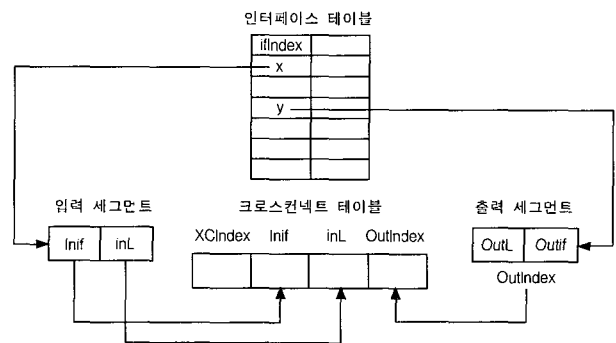 인터페이스 테이블
ifIndex
x
y
입력 세그먼트
크로스컨넥트 테이블
출력 세그먼트
XCIndex Inif inL OutIndex
Inif inL
OutL Outif
OutIndex